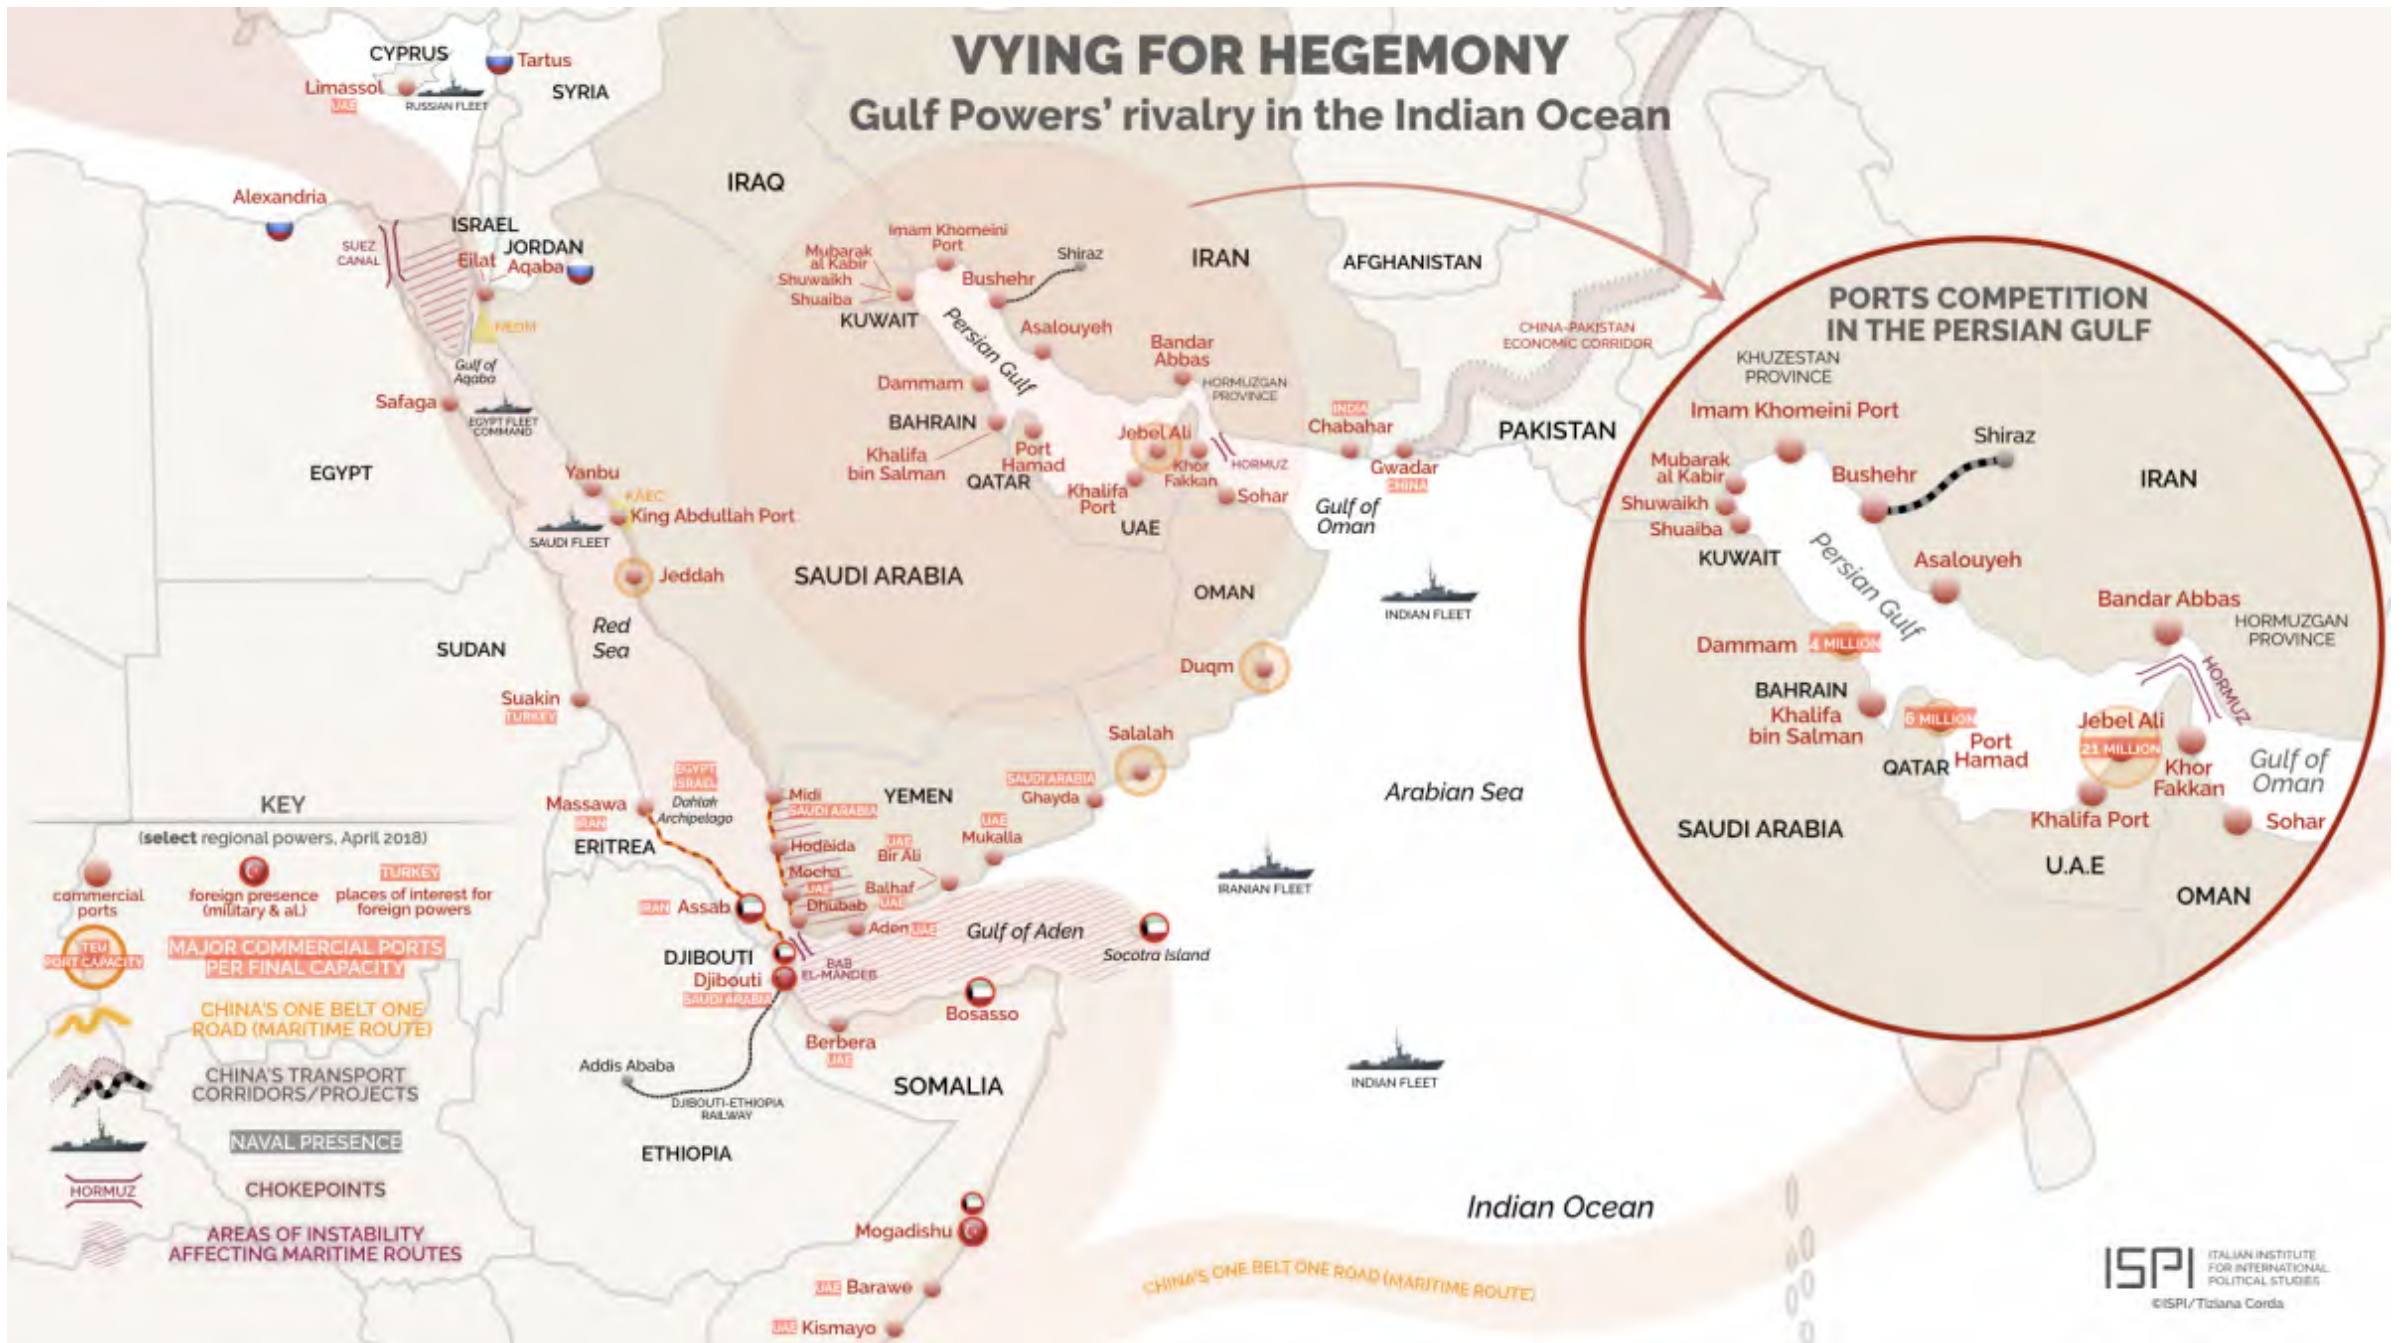 VYING FOR HEGEMONY
Gulf Powers' rivalry in the Indian Ocean
CYPRUS
Limassol
UAE
RUSSIAN FLEET
Tartus
SYRIA
IRAQ
Alexandria
SUEZ
CANAL
ISRAEL
JORDAN
Eilat
Aqaba
NEOM
Gulf of
Aqaba
Safaga
EGYPT FLEET
COMMAND
EGYPT
Yanbu
KAEC
King Abdullah Port
SAUDI FLEET
Jeddah
SAUDI ARABIA
Red
Sea
SUDAN
Suakin
TURKEY
Imam Khomeini
Port
Mubarak
al Kabir
Shuwaikh
Shuaiba
KUWAIT
Bushehr
Shiraz
IRAN
AFGHANISTAN
Persian Gulf
Asalouyeh
Bandar
Abbas
HORMUZGAN
PROVINCE
Dammam
BAHRAIN
Khalifa
bin Salman
Port
Hamad
QATAR
Jebel Ali
Khor
Fakkan
HORMUZ
Khalifa
Port
Sohar
UAE
INDIA
Chabahar
Gwadar
CHINA
PAKISTAN
CHINA-PAKISTAN
ECONOMIC CORRIDOR
Gulf of
Oman
OMAN
INDIAN FLEET
Duqm
Salalah
SAUDI ARABIA
Ghayda
YEMEN
UAE
Mukalla
UAE
Bir Ali
Balhaf
UAE
Arabian Sea
IRANIAN FLEET
EGYPT
ISRAEL
Dahlak
Archipelago
Massawa
IRAN
ERITREA
Midi
SAUDI ARABIA
Hodeida
Mocha
UAE
Dhubab
Aden
UAE
IRAN
Assab
Gulf of Aden
Socotra Island
BAB
EL-MANDEB
DJIBOUTI
Djibouti
SAUDI ARABIA
Bosasso
Berbera
UAE
Addis Ababa
DJIBOUTI-ETHIOPIA
RAILWAY
SOMALIA
ETHIOPIA
INDIAN FLEET
Mogadishu
UAE
Barawe
UAE
Kismayo
Indian Ocean
CHINA'S ONE BELT ONE ROAD (MARITIME ROUTE)
PORTS COMPETITION
IN THE PERSIAN GULF
KHUZESTAN
PROVINCE
Imam Khomeini Port
Mubarak
al Kabir
Shuwaikh
Shuaiba
KUWAIT
Bushehr
Shiraz
IRAN
Persian Gulf
Asalouyeh
Bandar Abbas
HORMUZGAN
PROVINCE
HORMUZ
Dammam
4 MILLION
BAHRAIN
Khalifa
bin Salman
6 MILLION
Port
Hamad
QATAR
Jebel Ali
21 MILLION
Khor
Fakkan
Gulf of
Oman
Khalifa Port
Sohar
SAUDI ARABIA
U.A.E
OMAN
KEY
(select regional powers, April 2018)
commercial
ports
foreign presence
(military & al.)
TURKEY
places of interest for
foreign powers
TEU
PORT CAPACITY
MAJOR COMMERCIAL PORTS
PER FINAL CAPACITY
CHINA'S ONE BELT ONE
ROAD (MARITIME ROUTE)
CHINA'S TRANSPORT
CORRIDORS/PROJECTS
NAVAL PRESENCE
HORMUZ
CHOKEPOINTS
AREAS OF INSTABILITY
AFFECTING MARITIME ROUTES
ISPI
ITALIAN INSTITUTE
FOR INTERNATIONAL
POLITICAL STUDIES
©ISPI/Tiziana Corda